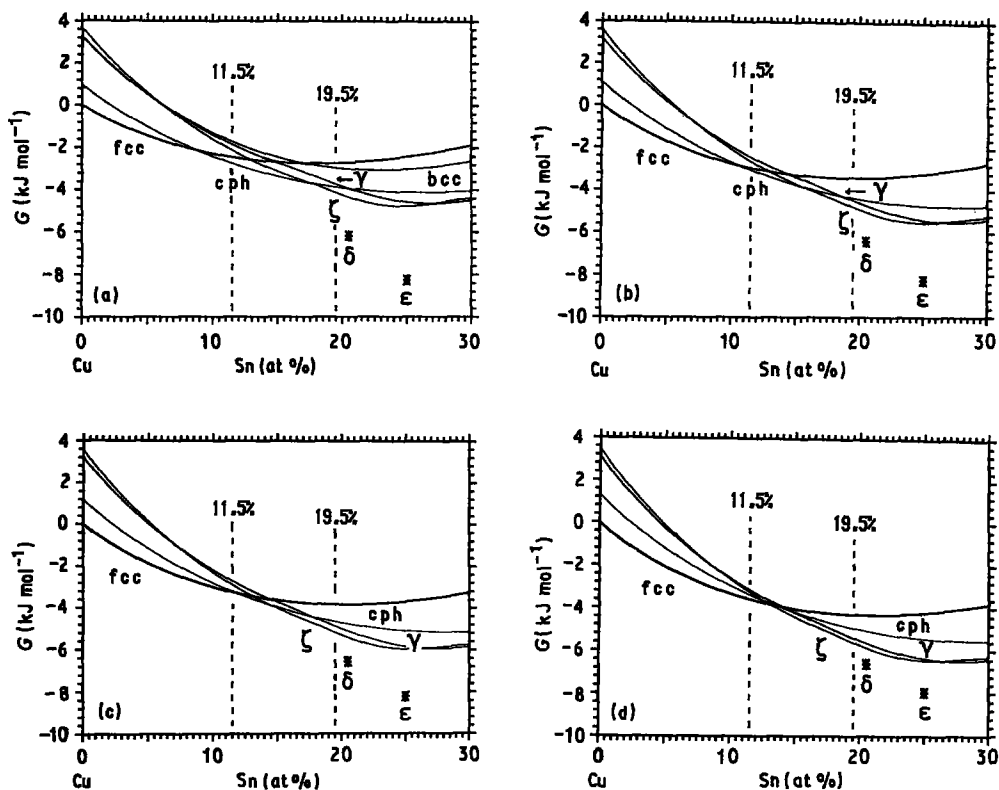 4
2
0
-2
-4
-6
-8
-10
G (kJ mol⁻¹)
11.5%
19.5%
fcc
cph
bcc
←γ
ζ
*
δ
*
ε
(a)
0 10 20 30
Cu Sn (at %)
4
2
0
-2
-4
-6
-8
-10
G (kJ mol⁻¹)
11.5%
19.5%
fcc
cph
←γ
ζ
*
δ
*
ε
(b)
0 10 20 30
Cu Sn (at %)
4
2
0
-2
-4
-6
-8
-10
G (kJ mol⁻¹)
11.5%
19.5%
fcc
cph
ζ γ
*
δ
*
ε
(c)
0 10 20 30
Cu Sn (at %)
4
2
0
-2
-4
-6
-8
-10
G (kJ mol⁻¹)
11.5%
19.5%
fcc
cph
ζ γ
*
δ
*
ε
(d)
0 10 20 30
Cu Sn (at %)